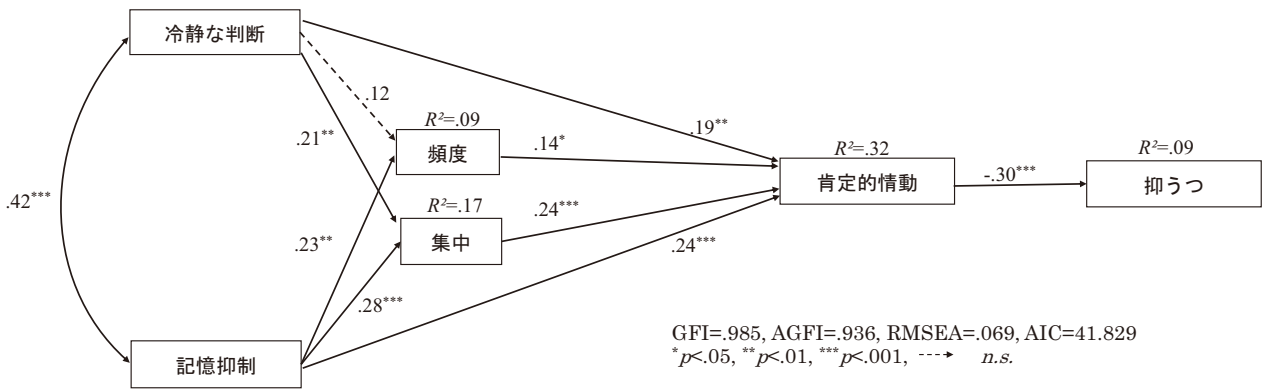 冷静な判断
.12
R²=.09
.21**
頻度
.14*
.19**
R²=.32
肯定的情動
-.30***
R²=.09
抑うつ
.42***
R²=.17
集中
.24***
.23**
.24***
.28***
記憶抑制
GFI=.985, AGFI=.936, RMSEA=.069, AIC=41.829
*p<.05, **p<.01, ***p<.001, n.s.